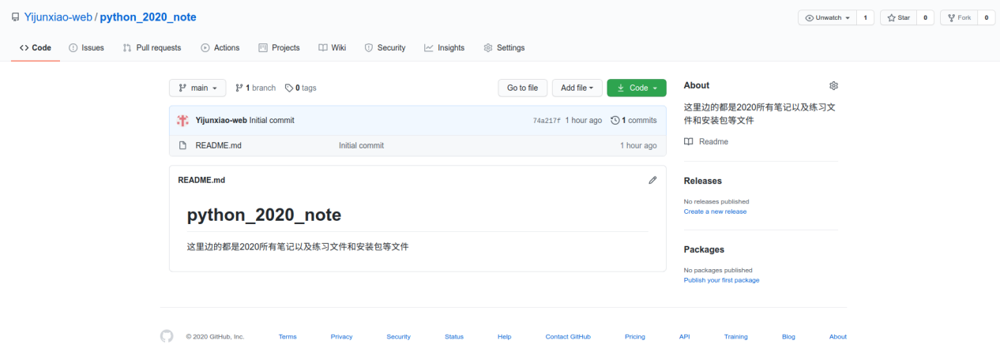 Yijunxiao-web / python_2020_note
Unwatch 1 Star 0 Fork 0
Code Issues Pull requests Actions Projects Wiki Security Insights Settings
main 1 branch 0 tags Go to file Add file Code
Yijunxiao-web Initial commit 74a217f 1 hour ago 1 commits
README.md Initial commit 1 hour ago
README.md
python_2020_note
这里边的都是2020所有笔记以及练习文件和安装包等文件
About
这里边的都是2020所有笔记以及练习文
件和安装包等文件
Readme
Releases
No releases published
Create a new release
Packages
No packages published
Publish your first package
© 2020 GitHub, Inc. Terms Privacy Security Status Help Contact GitHub Pricing API Training Blog About